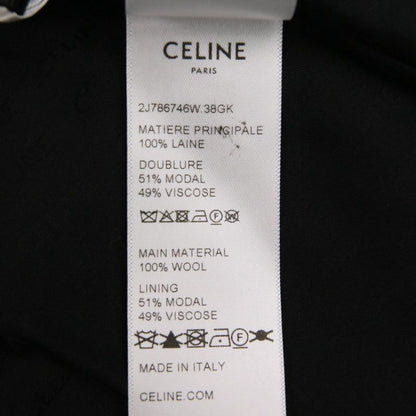 CELINE
CELINE
PARIS
2J786746W.38GK
MATIERE PRINCIPALE
100% LAINE
DOUBLURE
51% MODAL
49% VISCOSE
MAIN MATERIAL
100% WOOL
LINING
51% MODAL
49% VISCOSE
MADE IN ITALY
CELINE.COM